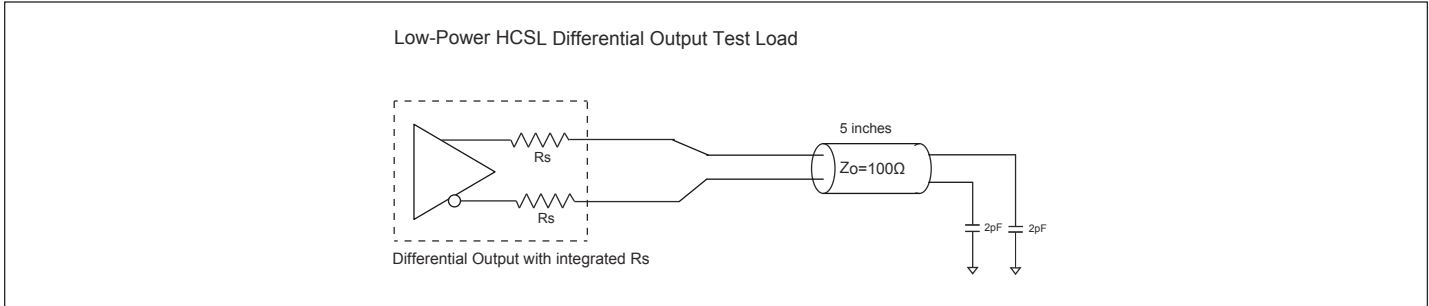 Low-Power HCSL Differential Output Test Load
5 inches
Rs
Zo=100Ω
Rs
2pF
2pF
Differential Output with integrated Rs